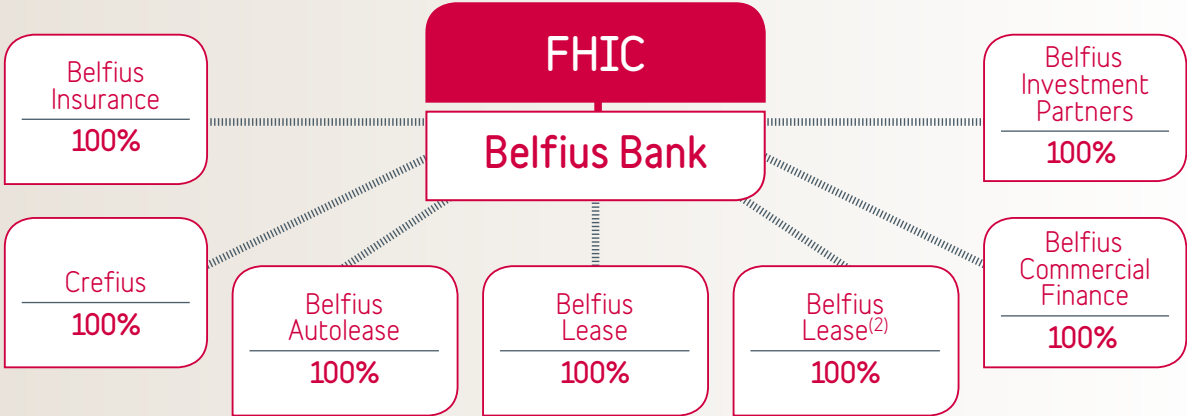 FHIC
Belfius Bank
Belfius
Insurance
100%
Belfius
Investment
Partners
100%
Crefius
100%
Belfius
Autolease
100%
Belfius
Lease
100%
Belfius
Lease(2)
100%
Belfius
Commercial
Finance
100%